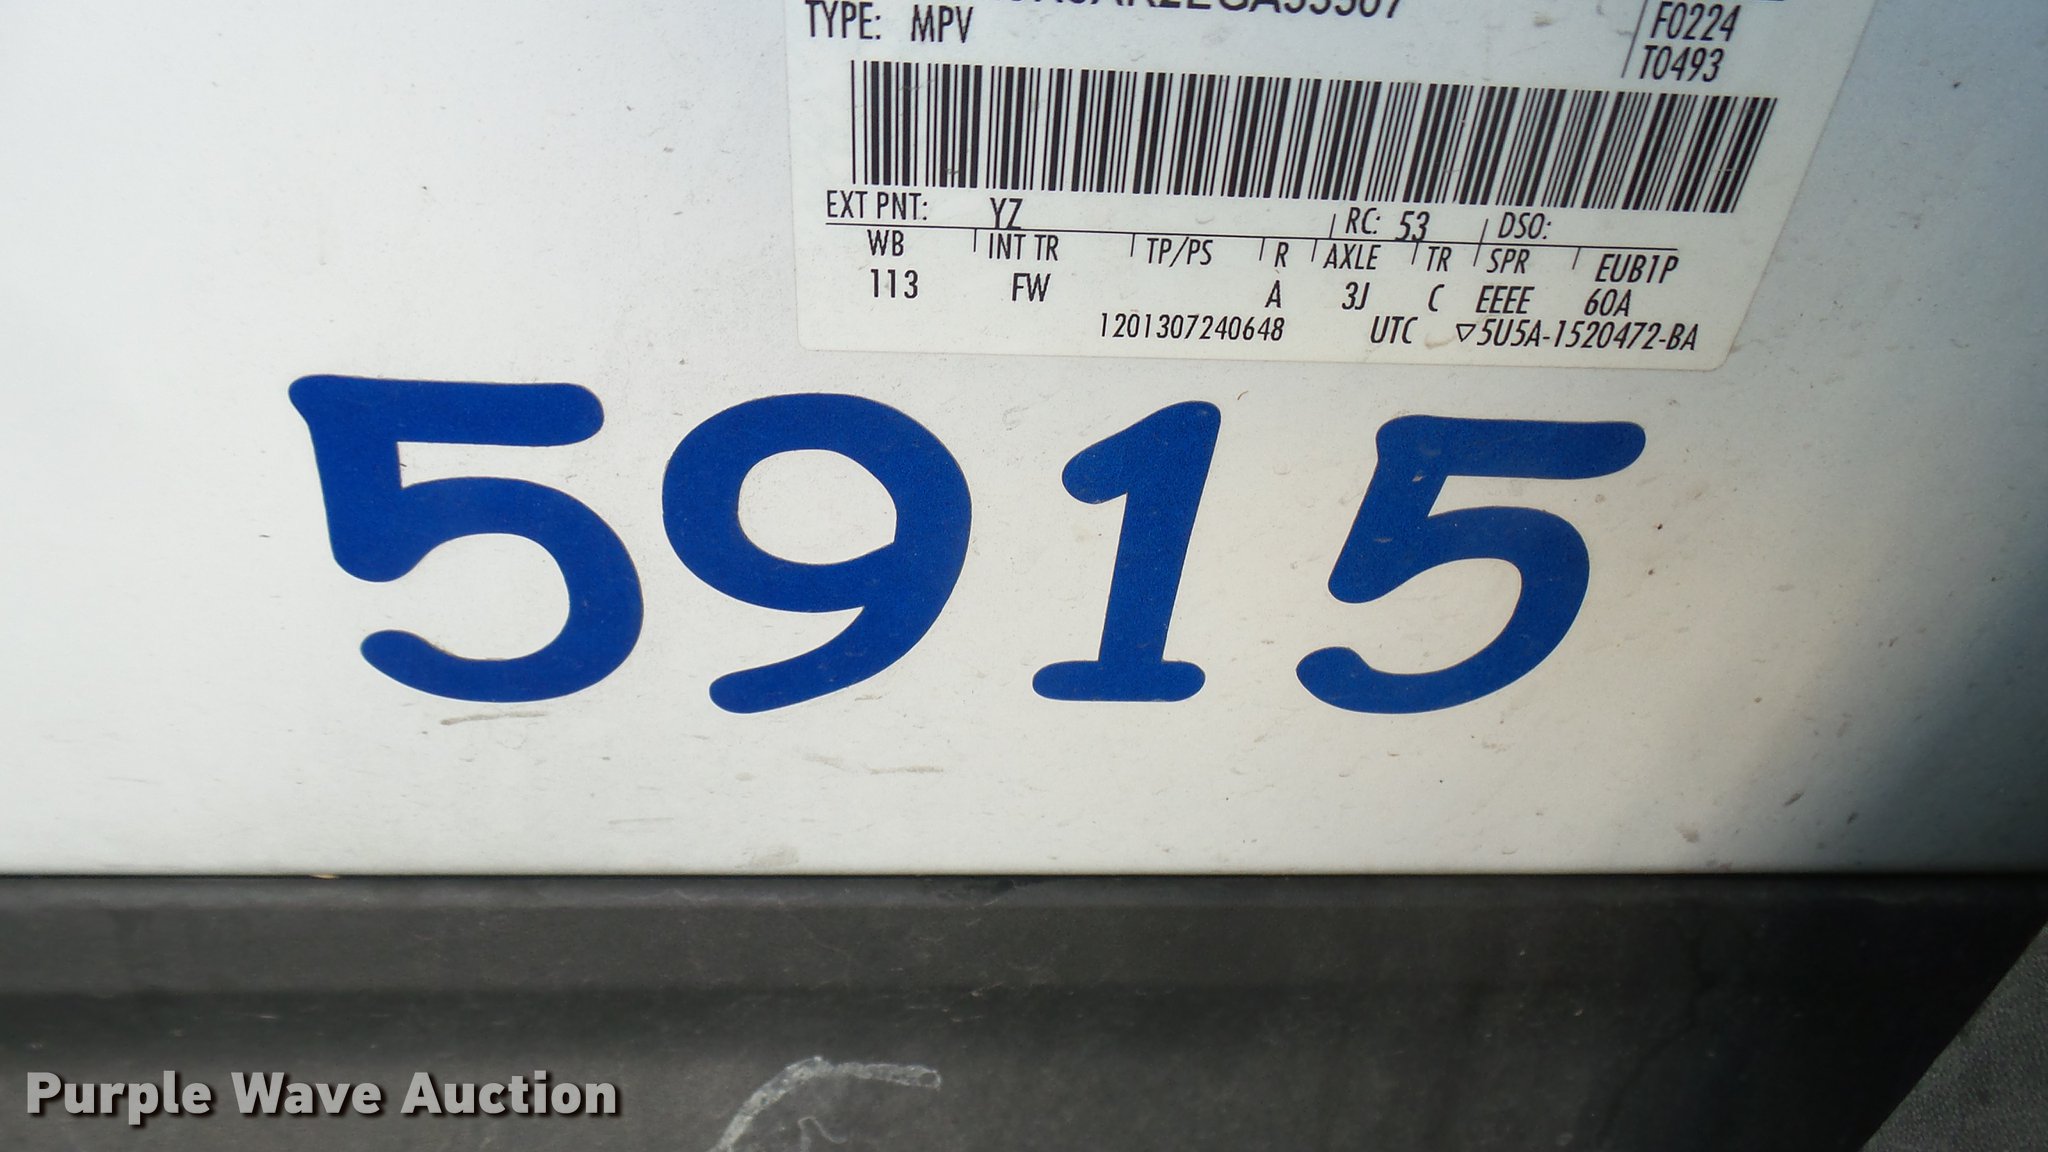 TYPE: MPV
F0224
T0493
EXT PNT: YZ RC: 53 DSO:
WB INT TR TP/PS R AXLE TR SPR EUB1P
113 FW A 3J C EEEE 60A
1201307240648 UTC ▽5U5A-1520472-BA
5915
Purple Wave Auction